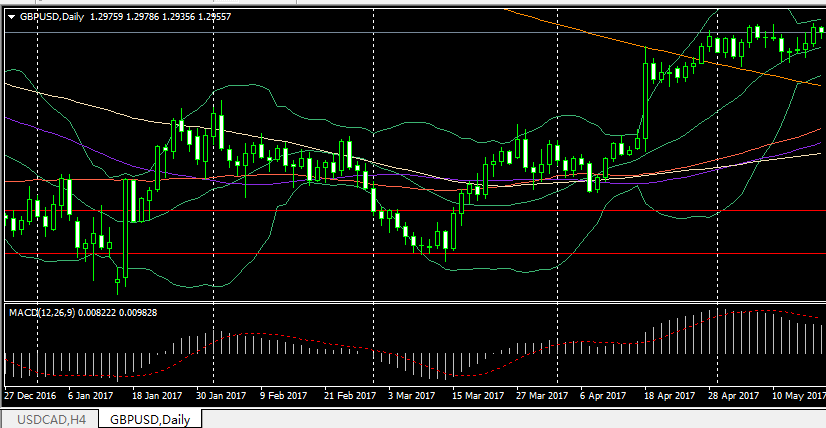 GBPUSD,Daily 1.29759 1.29786 1.29356 1.29557
MACD(12,26,9) 0.008222 0.009828
27 Dec 2016 6 Jan 2017 18 Jan 2017 30 Jan 2017 9 Feb 2017 21 Feb 2017 3 Mar 2017 15 Mar 2017 27 Mar 2017 6 Apr 2017 18 Apr 2017 28 Apr 2017 10 May 2017
USDCAD,H4 GBPUSD,Daily